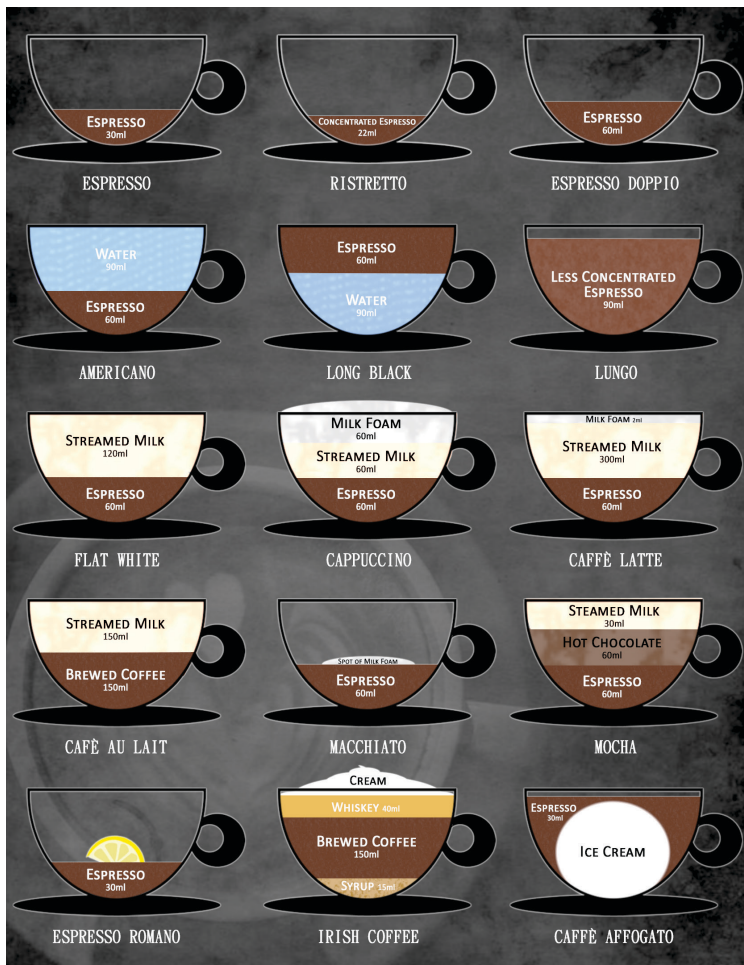 ESPRESSO
30ml
ESPRESSO
CONCENTRATED ESPRESSO
22ml
RISTRETTO
ESPRESSO
60ml
ESPRESSO DOPPIO
WATER
90ml
ESPRESSO
60ml
AMERICANO
ESPRESSO
60ml
WATER
90ml
LONG BLACK
LESS CONCENTRATED
ESPRESSO
90ml
LUNGO
STREAMED MILK
120ml
ESPRESSO
60ml
FLAT WHITE
MILK FOAM
60ml
STREAMED MILK
60ml
ESPRESSO
60ml
CAPPUCCINO
MILK FOAM 2ml
STREAMED MILK
300ml
ESPRESSO
60ml
CAFFÈ LATTE
STREAMED MILK
150ml
BREWED COFFEE
150ml
CAFÈ AU LAIT
SPOT OF MILK FOAM
ESPRESSO
60ml
MACCHIATO
STEAMED MILK
30ml
HOT CHOCOLATE
60ml
ESPRESSO
60ml
MOCHA
ESPRESSO
30ml
ESPRESSO ROMANO
CREAM
WHISKEY 40ml
BREWED COFFEE
150ml
SYRUP 15ml
IRISH COFFEE
ESPRESSO
30ml
ICE CREAM
CAFFÈ AFFOGATO